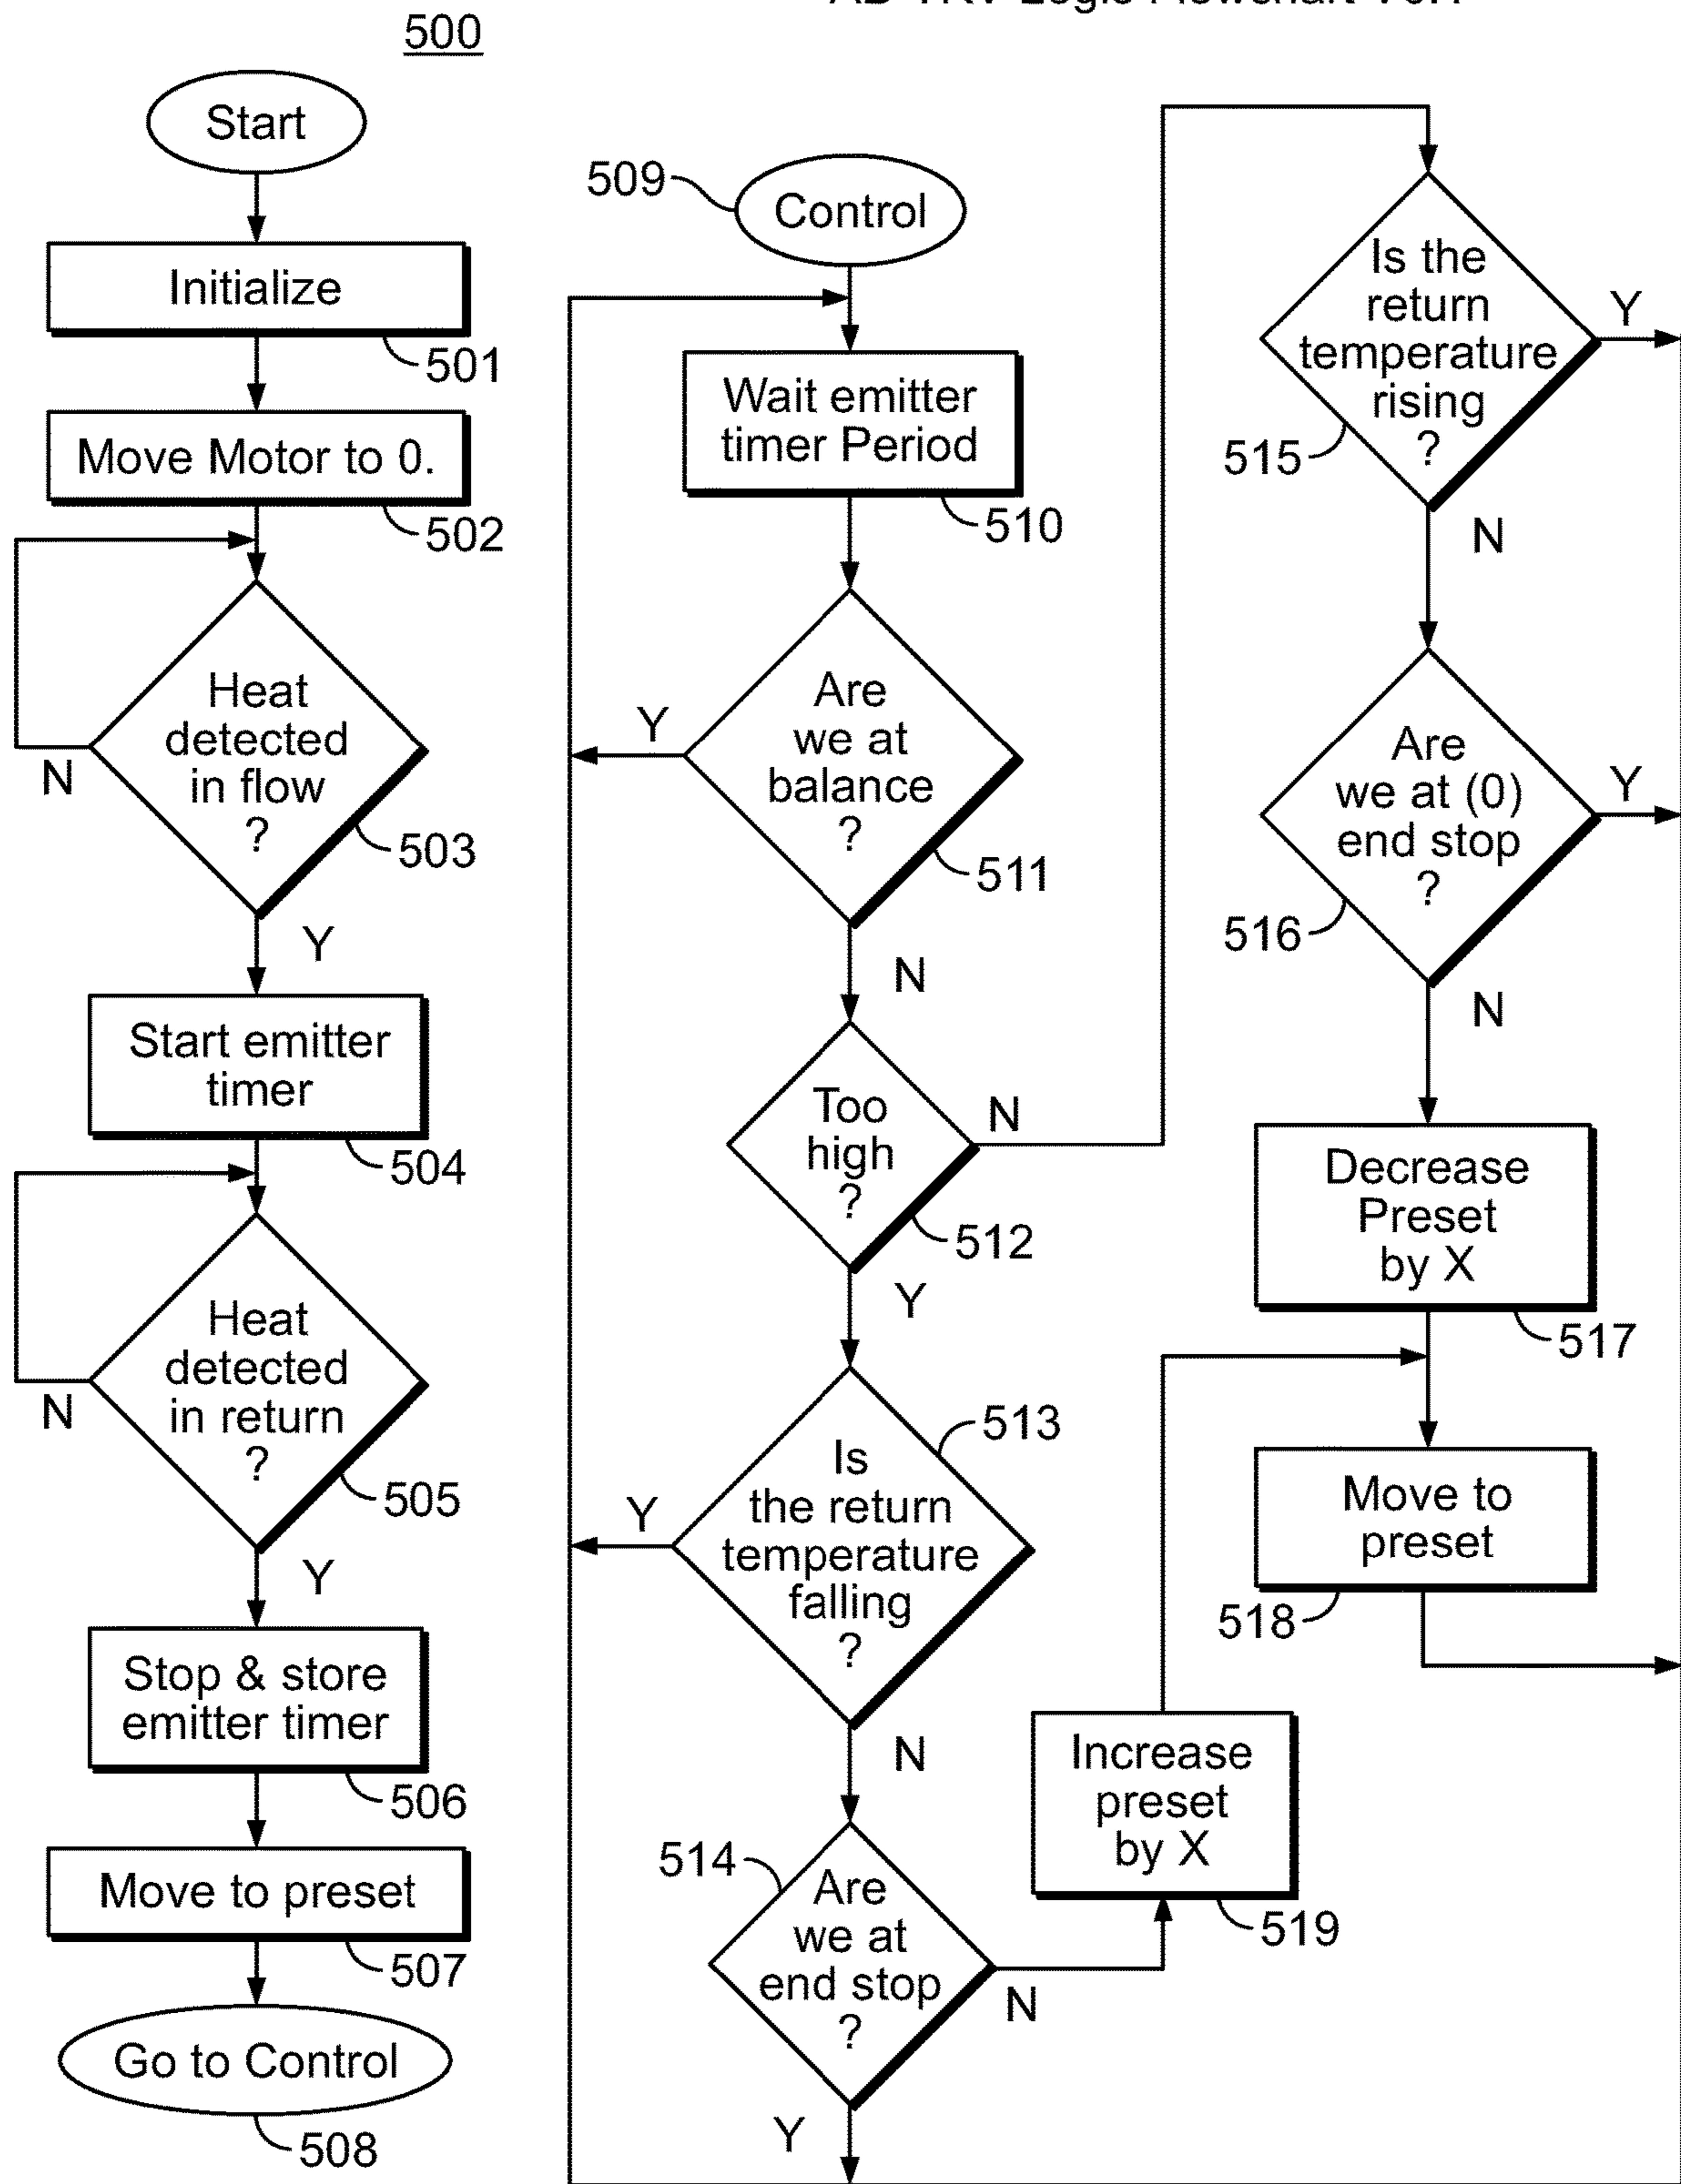 500
Start
Initialize
501
Move Motor to 0.
502
Heat
detected
in flow
?
N
503
Y
Start emitter
timer
504
Heat
detected
in return
?
N
505
Y
Stop & store
emitter timer
506
Move to preset
507
Go to Control
508
509
Control
Wait emitter
timer Period
510
Are
we at
balance
?
Y
511
N
Too
high
?
N
512
Y
513
Is
the return
temperature
falling
?
Y
N
514
Are
we at
end stop
?
N
Y
Is the
return
temperature
rising
?
Y
515
N
Are
we at (0)
end stop
?
Y
516
N
Decrease
Preset
by X
517
Move to
preset
518
Increase
preset
by X
519